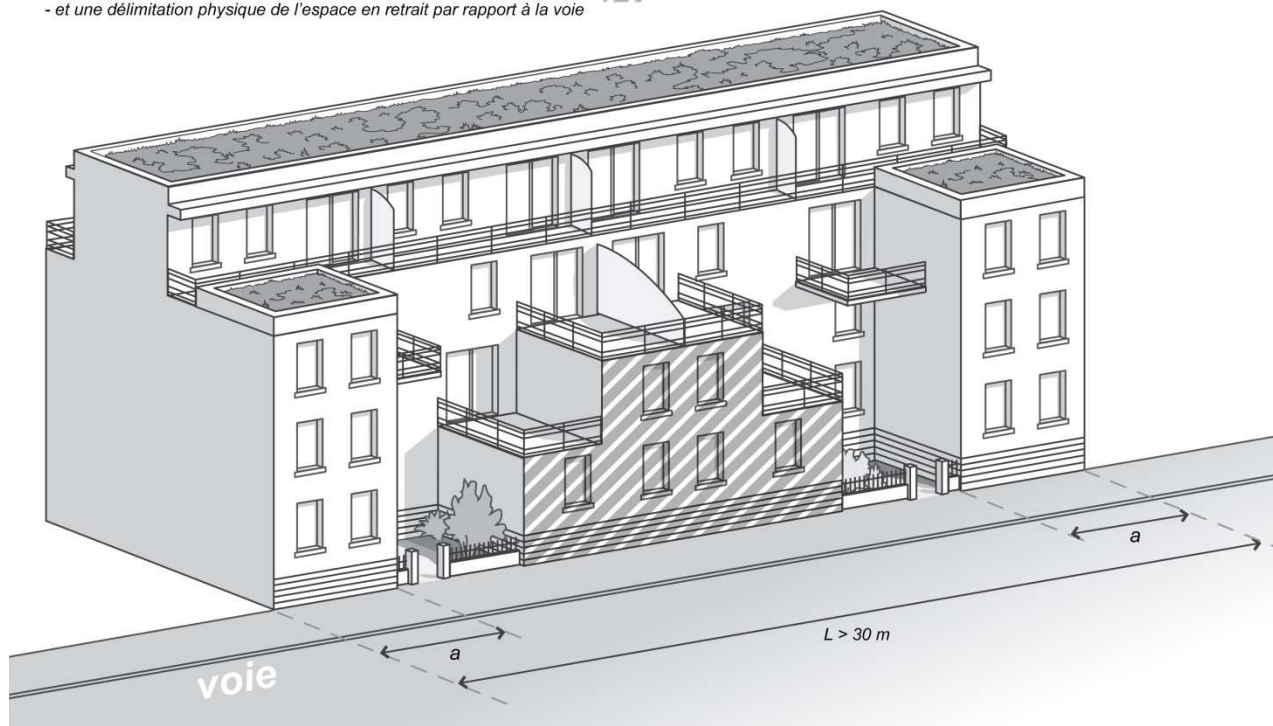 - et une délimitation physique de l’espace en retrait par rapport à la voie
a
a
L > 30 m
voie